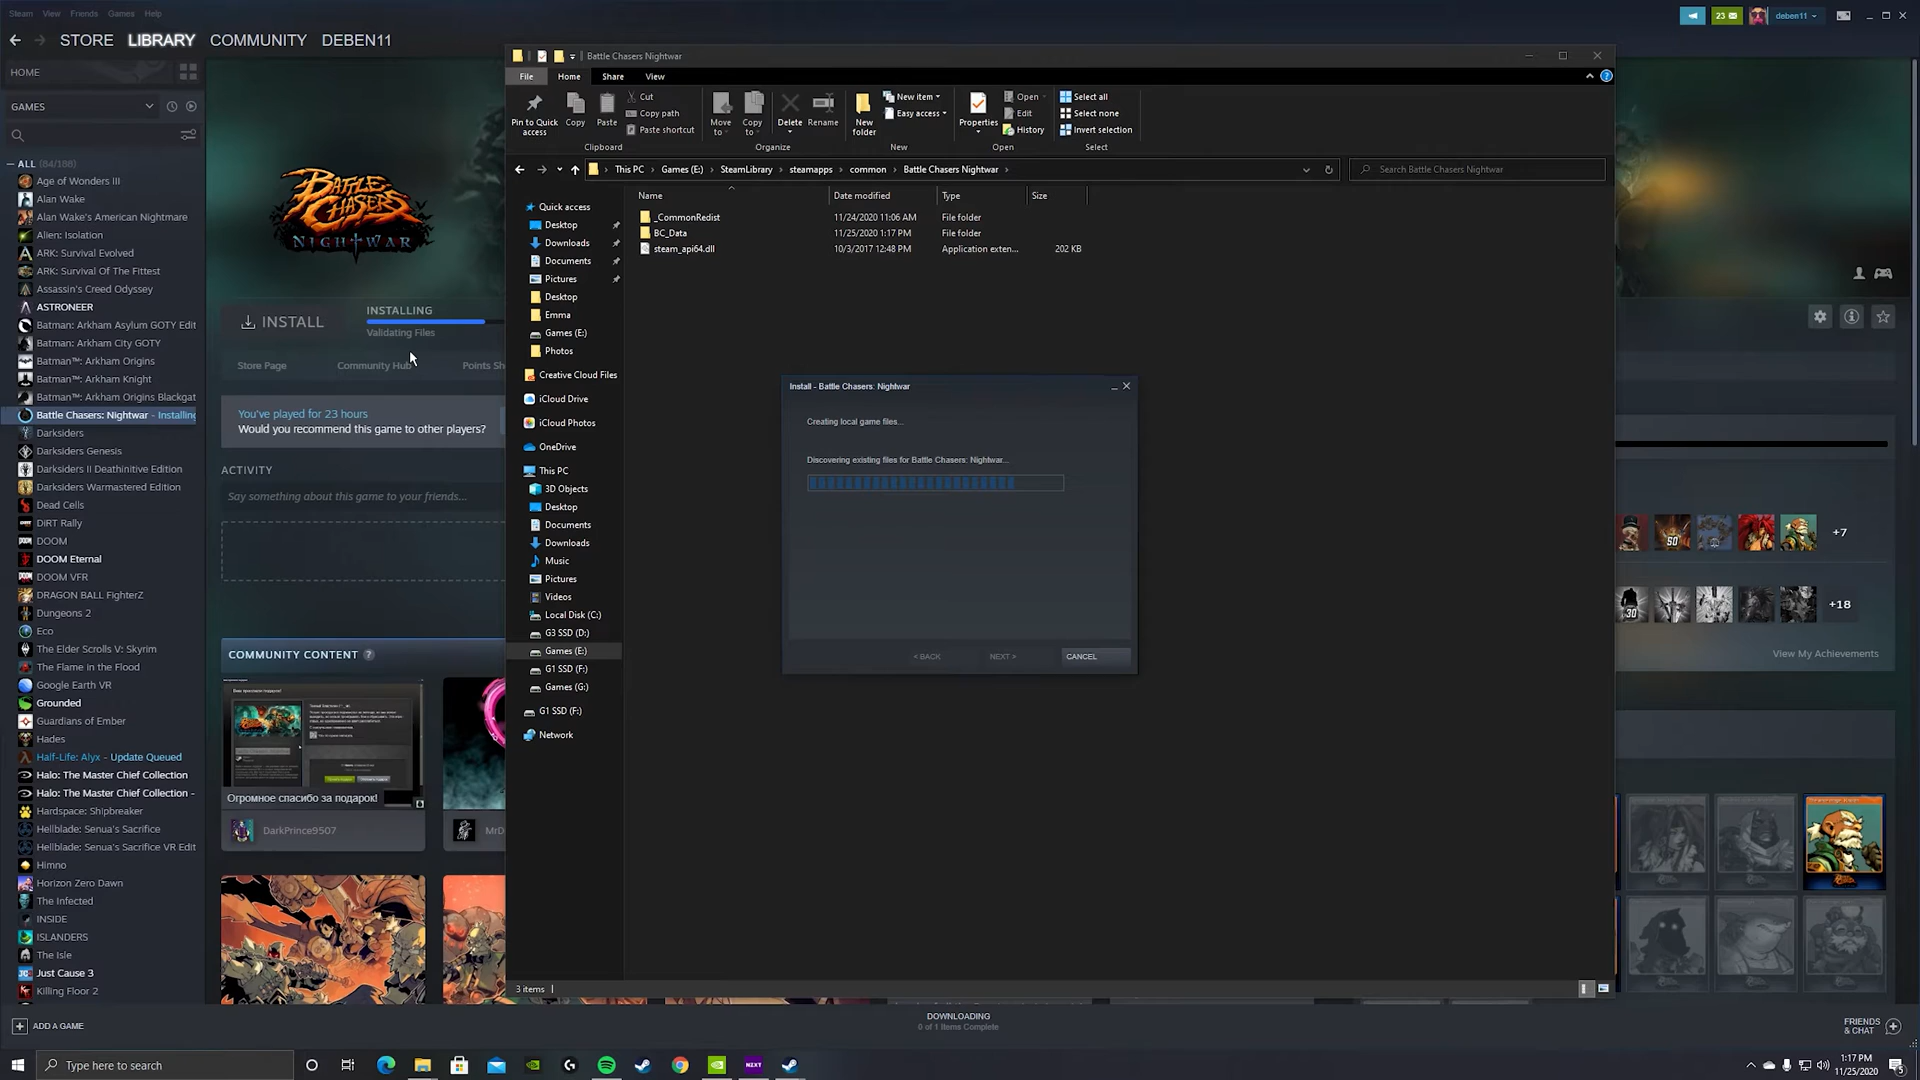 Steam View Friends Games Help
23
deben11
STORE LIBRARY COMMUNITY DEBEN11
HOME
GAMES
ALL (84/188)
Age of Wonders III
Alan Wake
Alan Wake's American Nightmare
Alien: Isolation
ARK: Survival Evolved
ARK: Survival Of The Fittest
Assassin's Creed Odyssey
ASTRONEER
Batman: Arkham Asylum GOTY Edit
Batman: Arkham City GOTY
Batman™: Arkham Origins
Batman™: Arkham Knight
Batman™: Arkham Origins Blackgat
Battle Chasers: Nightwar - Installing
Darksiders
Darksiders Genesis
Darksiders II Deathinitive Edition
Darksiders Warmastered Edition
Dead Cells
DiRT Rally
DOOM
DOOM Eternal
DOOM VFR
DRAGON BALL FighterZ
Dungeons 2
Eco
The Elder Scrolls V: Skyrim
The Flame in the Flood
Google Earth VR
Grounded
Guardians of Ember
Hades
Half-Life: Alyx - Update Queued
Halo: The Master Chief Collection
Halo: The Master Chief Collection -
Hardspace: Shipbreaker
Hellblade: Senua's Sacrifice
Hellblade: Senua's Sacrifice VR Edit
Himno
Horizon Zero Dawn
The Infected
INSIDE
ISLANDERS
The Isle
Just Cause 3
Killing Floor 2
ADD A GAME
BATTLE CHASERS
NIGHTWAR
INSTALL
INSTALLING
Validating Files
Store Page Community Hub Points Sh
You've played for 23 hours
Would you recommend this game to other players?
ACTIVITY
Say something about this game to your friends...
COMMUNITY CONTENT ?
Огромное спасибо за подарок!
DarkPrince9507
MrD
Battle Chasers Nightwar
File Home Share View
Pin to Quick access
Copy
Paste
Cut
Copy path
Paste shortcut
Clipboard
Move to
Copy to
Delete
Rename
Organize
New folder
New item
Easy access
New
Properties
Open
Edit
History
Open
Select all
Select none
Invert selection
Select
This PC > Games (E:) > SteamLibrary > steamapps > common > Battle Chasers Nightwar >
Search Battle Chasers Nightwar
Name Date modified Type Size
_CommonRedist 11/24/2020 11:06 AM File folder
BC_Data 11/25/2020 1:17 PM File folder
steam_api64.dll 10/3/2017 12:48 PM Application exten... 202 KB
Quick access
Desktop
Downloads
Documents
Pictures
Desktop
Emma
Games (E:)
Photos
Creative Cloud Files
iCloud Drive
iCloud Photos
OneDrive
This PC
3D Objects
Desktop
Documents
Downloads
Music
Pictures
Videos
Local Disk (C:)
G3 SSD (D:)
Games (E:)
G1 SSD (F:)
Games (G:)
G1 SSD (F:)
Network
3 items
Install - Battle Chasers: Nightwar
Creating local game files...
Discovering existing files for Battle Chasers: Nightwar...
< BACK NEXT > CANCEL
50
+7
30
+18
View My Achievements
DOWNLOADING
0 of 1 Items Complete
FRIENDS & CHAT
Type here to search
NEXT
1:17 PM
11/25/2020
5